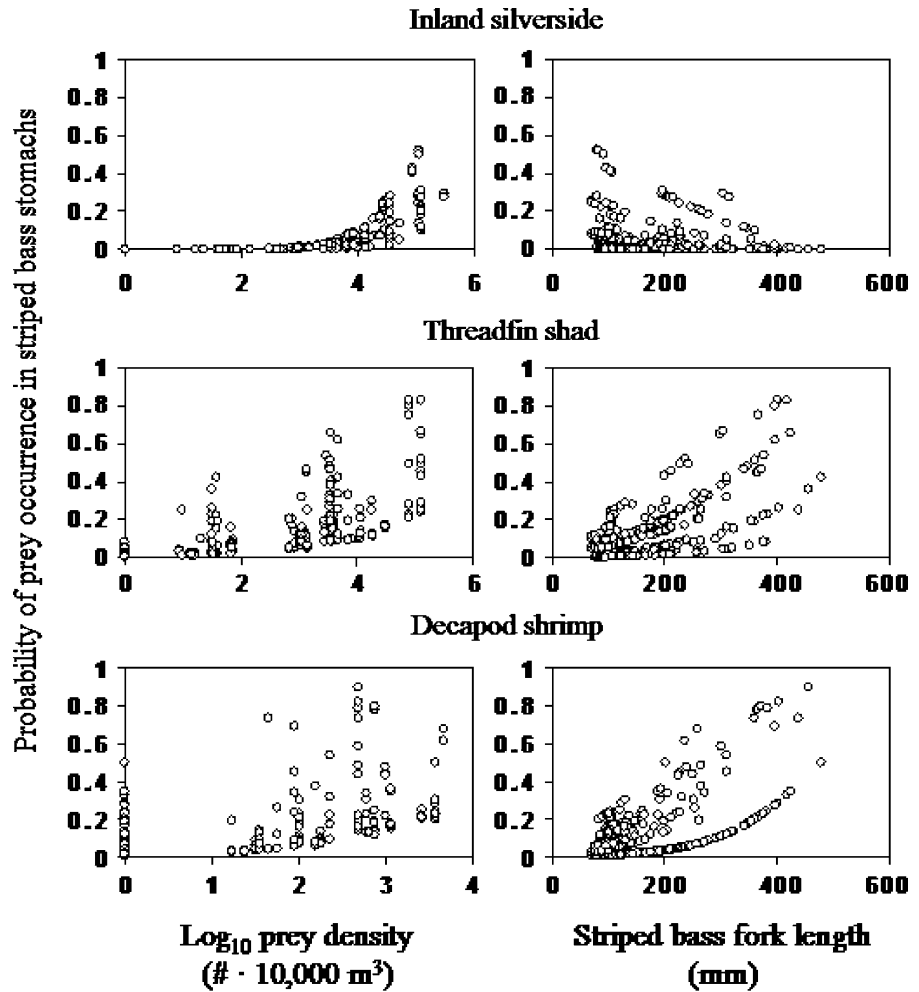 Inland silverside
Probability of prey occurrence in striped bass stomachs
1 1
0.8 0.8
0.6 0.6
0.4 0.4
0.2 0.2
0 0
0 2 4 6 0 200 400 600
Threadfin shad
1 1
0.8 0.8
0.6 0.6
0.4 0.4
0.2 0.2
0 0
0 2 4 6 0 200 400 600
Decapod shrimp
1 1
0.8 0.8
0.6 0.6
0.4 0.4
0.2 0.2
0 0
0 1 2 3 4 0 200 400 600
Log₁₀ prey density Striped bass fork length
(# · 10,000 m³) (mm)